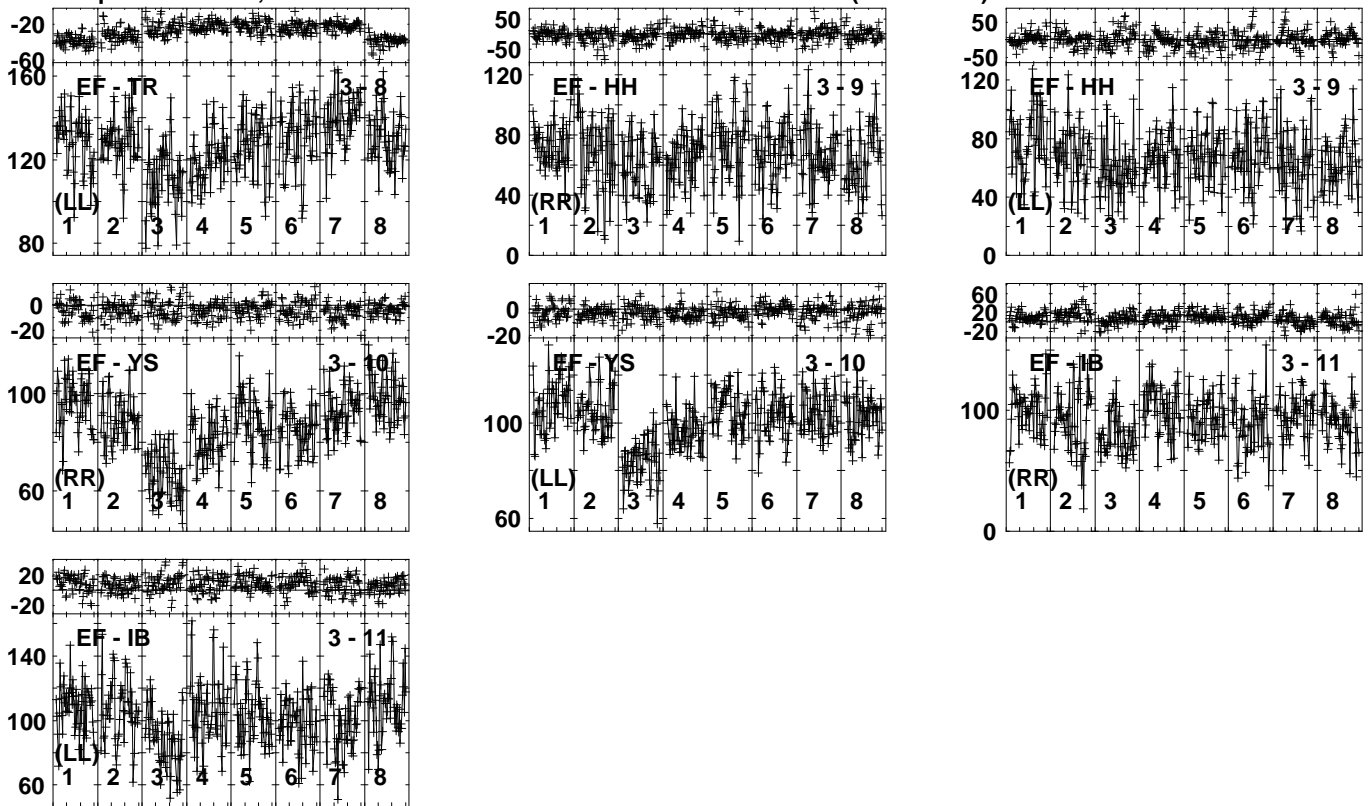 -20
-60
160
EF - TR 3 - 8
120
(LL)
80
1 2 3 4 5 6 7 8
50
-50
120
EF - HH 3 - 9
80
40
(RR)
0
1 2 3 4 5 6 7 8
50
-50
120
EF - HH 3 - 9
80
40
(LL)
0
1 2 3 4 5 6 7 8
0
-20
EF - YS 3 - 10
100
60
(RR)
1 2 3 4 5 6 7 8
0
-20
EF - YS 3 - 10
100
(LL)
60
1 2 3 4 5 6 7 8
60
20
-20
EF - IB 3 - 11
100
(RR)
0
1 2 3 4 5 6 7 8
20
-20
EF - IB 3 - 11
140
100
(LL)
60
1 2 3 4 5 6 7 8